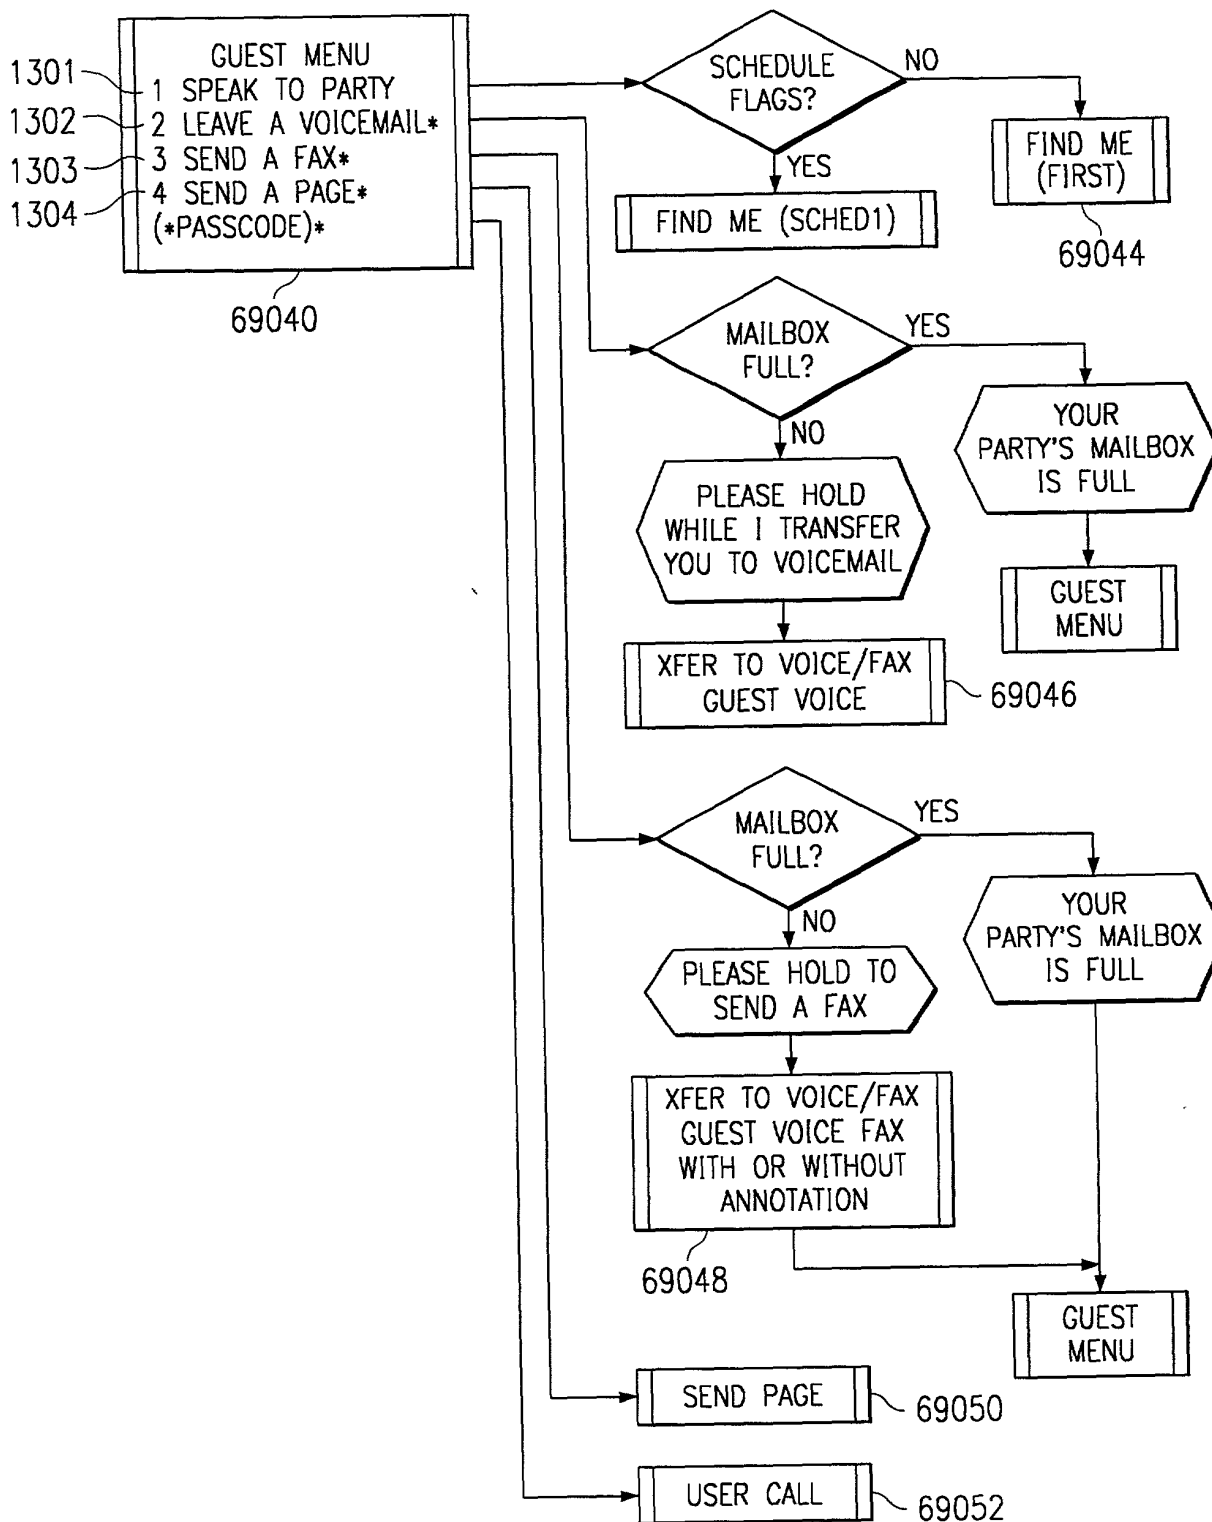 GUEST MENU
1301
1 SPEAK TO PARTY
1302
2 LEAVE A VOICEMAIL*
1303
3 SEND A FAX*
1304
4 SEND A PAGE*
(*PASSCODE)*
69040
SCHEDULE
FLAGS?
NO
YES
FIND ME
(FIRST)
69044
FIND ME (SCHED1)
MAILBOX
FULL?
YES
NO
YOUR
PARTY'S MAILBOX
IS FULL
GUEST
MENU
PLEASE HOLD
WHILE I TRANSFER
YOU TO VOICEMAIL
XFER TO VOICE/FAX
GUEST VOICE
69046
MAILBOX
FULL?
YES
NO
YOUR
PARTY'S MAILBOX
IS FULL
PLEASE HOLD TO
SEND A FAX
XFER TO VOICE/FAX
GUEST VOICE FAX
WITH OR WITHOUT
ANNOTATION
69048
GUEST
MENU
SEND PAGE
69050
USER CALL
69052